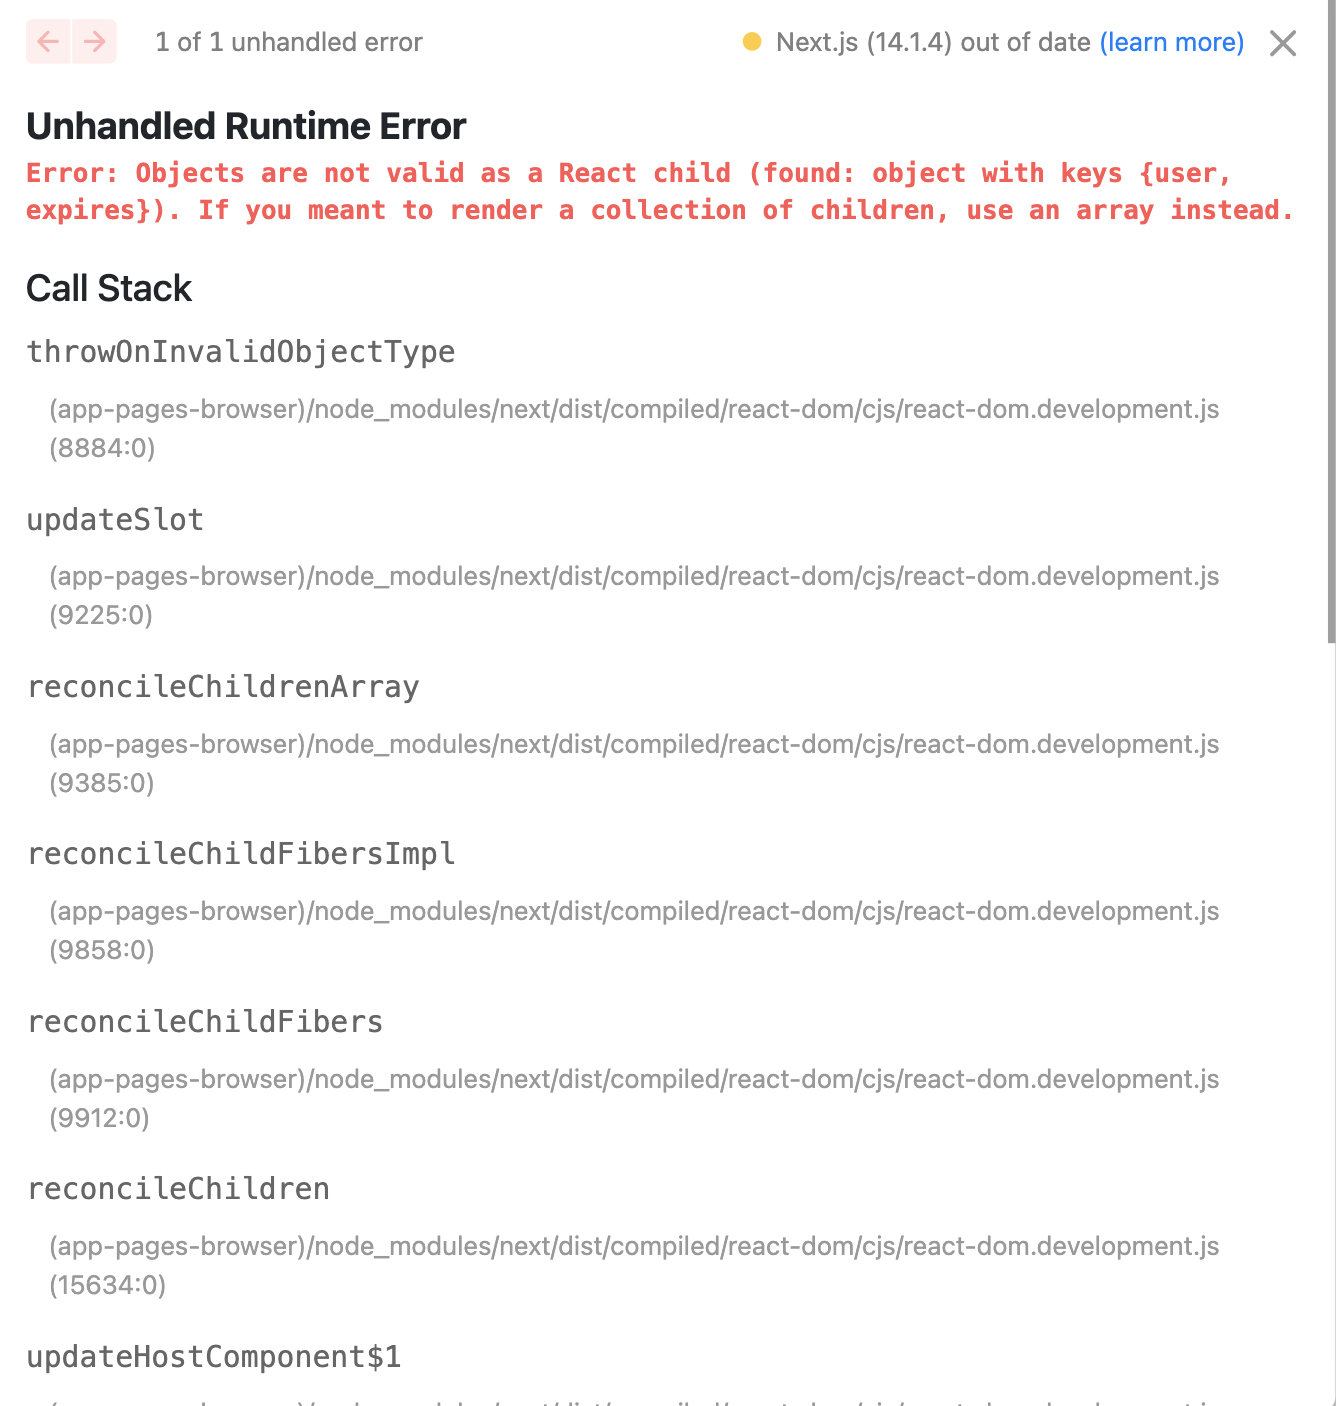 1 of 1 unhandled error
Next.js (14.1.4) out of date (learn more)
Unhandled Runtime Error
Error: Objects are not valid as a React child (found: object with keys {user,
expires}). If you meant to render a collection of children, use an array instead.
Call Stack
throwOnInvalidObjectType
(app-pages-browser)/node_modules/next/dist/compiled/react-dom/cjs/react-dom.development.js
(8884:0)
updateSlot
(app-pages-browser)/node_modules/next/dist/compiled/react-dom/cjs/react-dom.development.js
(9225:0)
reconcileChildrenArray
(app-pages-browser)/node_modules/next/dist/compiled/react-dom/cjs/react-dom.development.js
(9385:0)
reconcileChildFibersImpl
(app-pages-browser)/node_modules/next/dist/compiled/react-dom/cjs/react-dom.development.js
(9858:0)
reconcileChildFibers
(app-pages-browser)/node_modules/next/dist/compiled/react-dom/cjs/react-dom.development.js
(9912:0)
reconcileChildren
(app-pages-browser)/node_modules/next/dist/compiled/react-dom/cjs/react-dom.development.js
(15634:0)
updateHostComponent$1